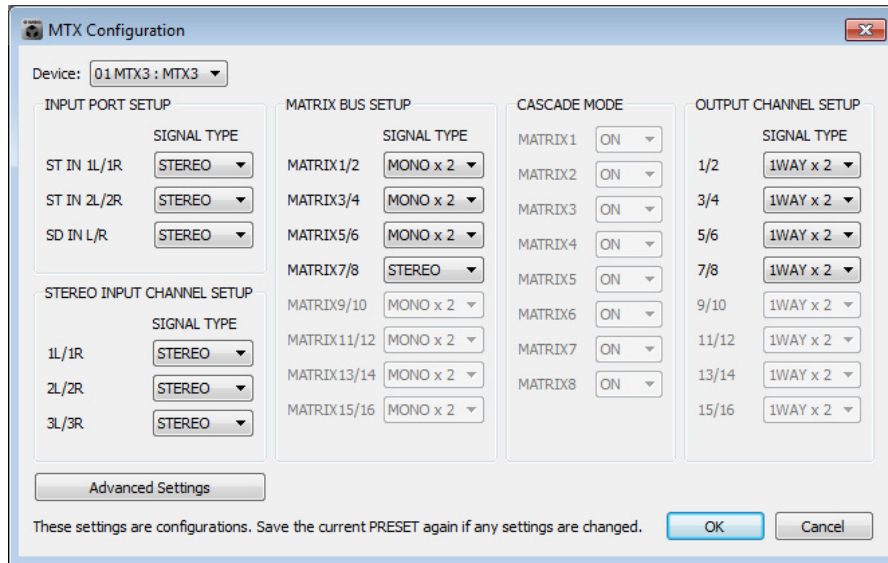 MTX Configuration
Device: 01 MTX3 : MTX3
INPUT PORT SETUP
SIGNAL TYPE
ST IN 1L/1R STEREO
ST IN 2L/2R STEREO
SD IN L/R STEREO
STEREO INPUT CHANNEL SETUP
SIGNAL TYPE
1L/1R STEREO
2L/2R STEREO
3L/3R STEREO
MATRIX BUS SETUP
SIGNAL TYPE
MATRIX1/2 MONO x 2
MATRIX3/4 MONO x 2
MATRIX5/6 MONO x 2
MATRIX7/8 STEREO
MATRIX9/10 MONO x 2
MATRIX11/12 MONO x 2
MATRIX13/14 MONO x 2
MATRIX15/16 MONO x 2
CASCADE MODE
MATRIX1 ON
MATRIX2 ON
MATRIX3 ON
MATRIX4 ON
MATRIX5 ON
MATRIX6 ON
MATRIX7 ON
MATRIX8 ON
OUTPUT CHANNEL SETUP
SIGNAL TYPE
1/2 1WAY x 2
3/4 1WAY x 2
5/6 1WAY x 2
7/8 1WAY x 2
9/10 1WAY x 2
11/12 1WAY x 2
13/14 1WAY x 2
15/16 1WAY x 2
Advanced Settings
These settings are configurations. Save the current PRESET again if any settings are changed. OK Cancel